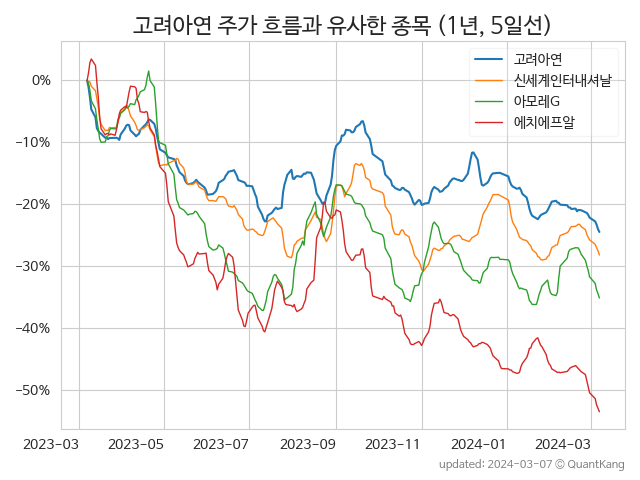 고려아연 주가 흐름과 유사한 종목 (1년, 5일선)
고려아연
신세계인터내셔날
아모레G
에치에프알
0%
−10%
−20%
−30%
−40%
−50%
2023-03 2023-05 2023-07 2023-09 2023-11 2024-01 2024-03
updated: 2024-03-07 © QuantKang